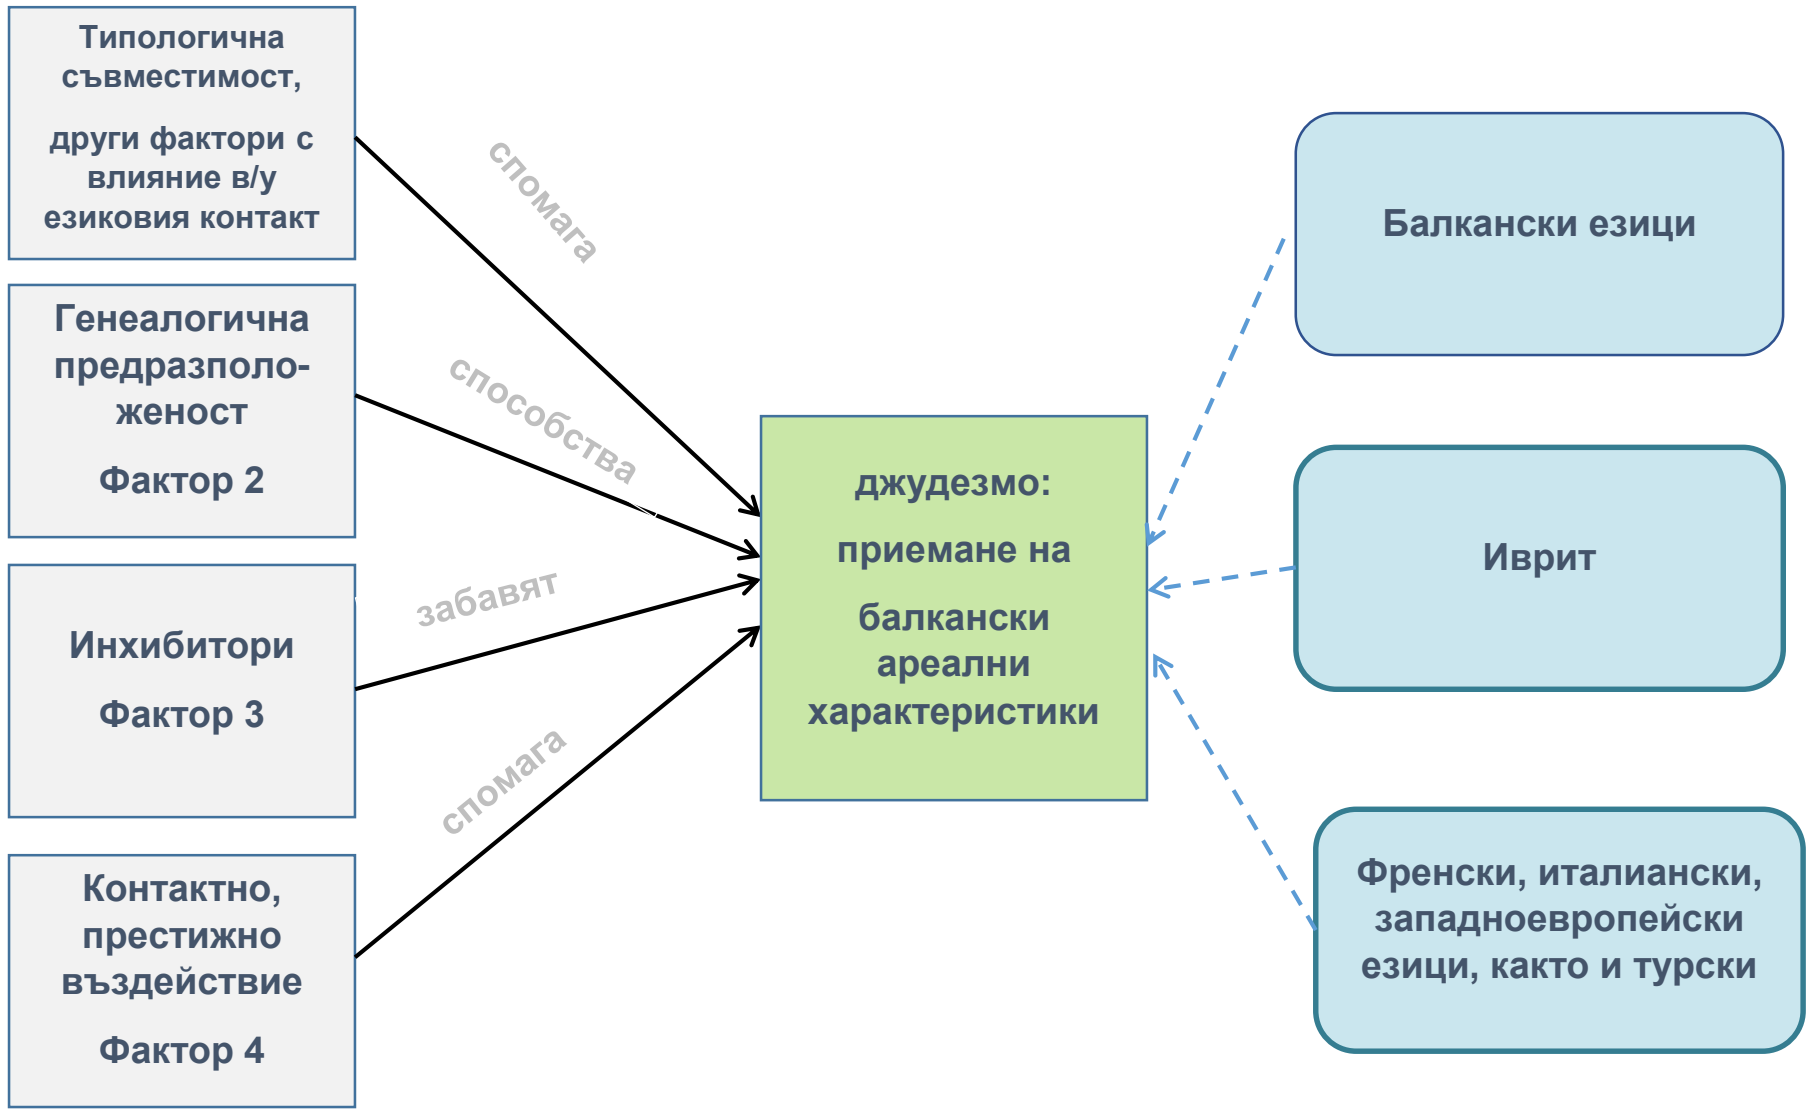 Типологична
съвместимост,
други фактори с
влияние в/у
езиковия контакт
спомага
Генеалогична
предразполо-
женост
Фактор 2
способства
Инхибитори
Фактор 3
забавят
Контактно,
престижно
въздействие
Фактор 4
спомага
джудезмо:
приемане на
балкански
ареални
характеристики
Балкански езици
Иврит
Френски, италиански,
западноевропейски
езици, както и турски